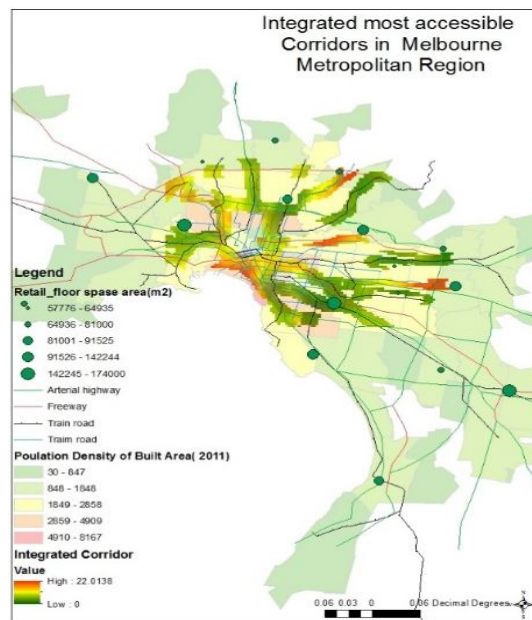 Integrated most accessible
Corridors in Melbourne
Metropolitan Region
Legend
Retail_floor spase area(m2)
57776 - 64935
64936 - 81000
81001 - 91525
91526 - 142244
142245 - 174000
Arterial highway
Freeway
Train road
Traim road
Poulation Density of Built Area( 2011)
30 - 847
848 - 1848
1849 - 2858
2859 - 4909
4910 - 8167
Integrated Corridor
Value
High : 22.0138
Low : 0
0.06 0.03 0 0.06 Decimal Degrees